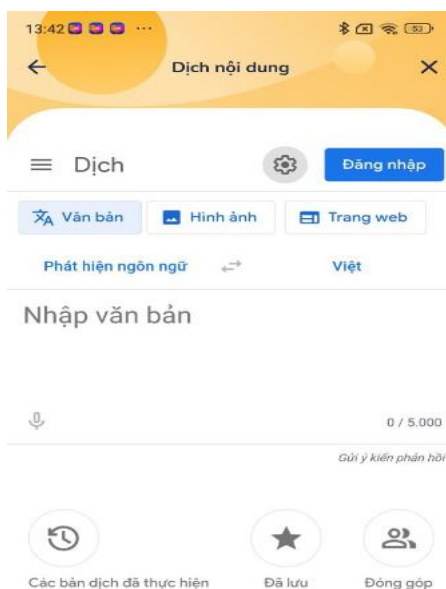 13:42 ··· 53
Dịch nội dung
Dịch Đăng nhập
Văn bản Hình ảnh Trang web
Phát hiện ngôn ngữ Việt
Nhập văn bản
0 / 5.000
Gửi ý kiến phản hồi
Các bản dịch đã thực hiện Đã lưu Đóng góp